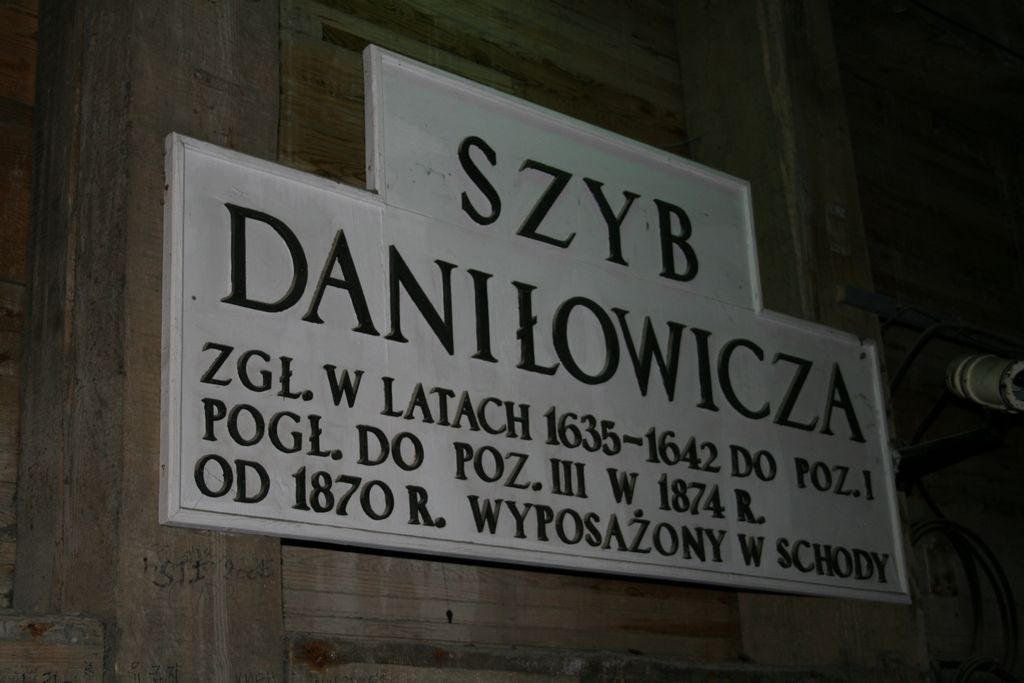 SZYB
DANIŁOWICZA
ZGŁ. W LATACH 1635-1642 DO POZ. I
POGŁ. DO POZ. III W 1874 R.
OD 1870 R. WYPOSAŻONY W SCHODY